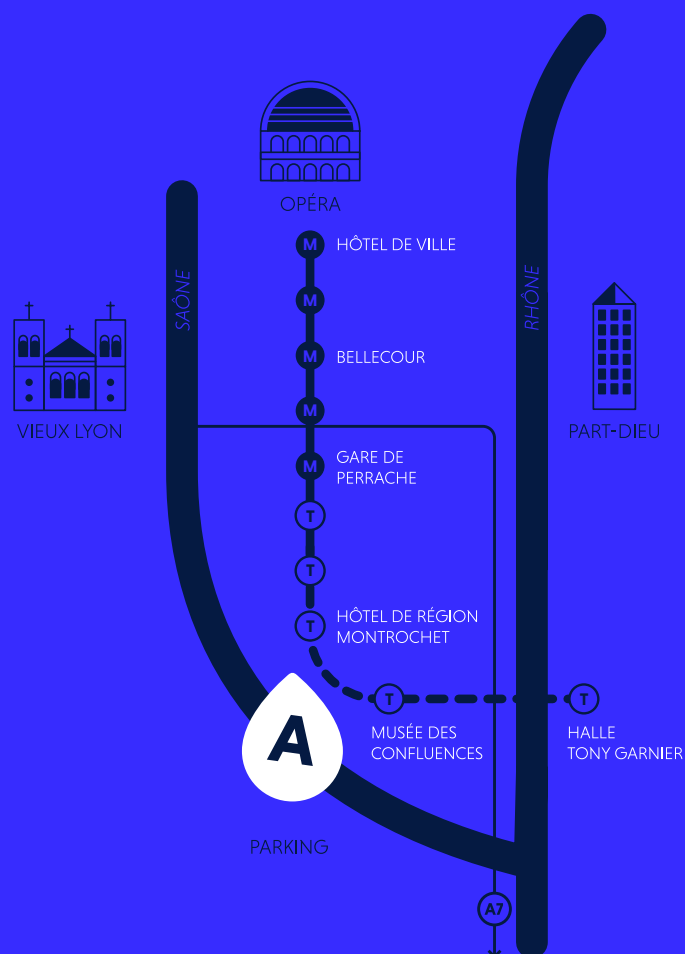 OPÉRA
M HÔTEL DE VILLE
M
SAÔNE
RHÔNE
M BELLECOUR
M
VIEUX LYON
PART-DIEU
M GARE DE
PERRACHE
T
T
T HÔTEL DE RÉGION
MONTROCHET
T
T
MUSÉE DES
CONFLUENCES
HALLE
TONY GARNIER
A
PARKING
A7